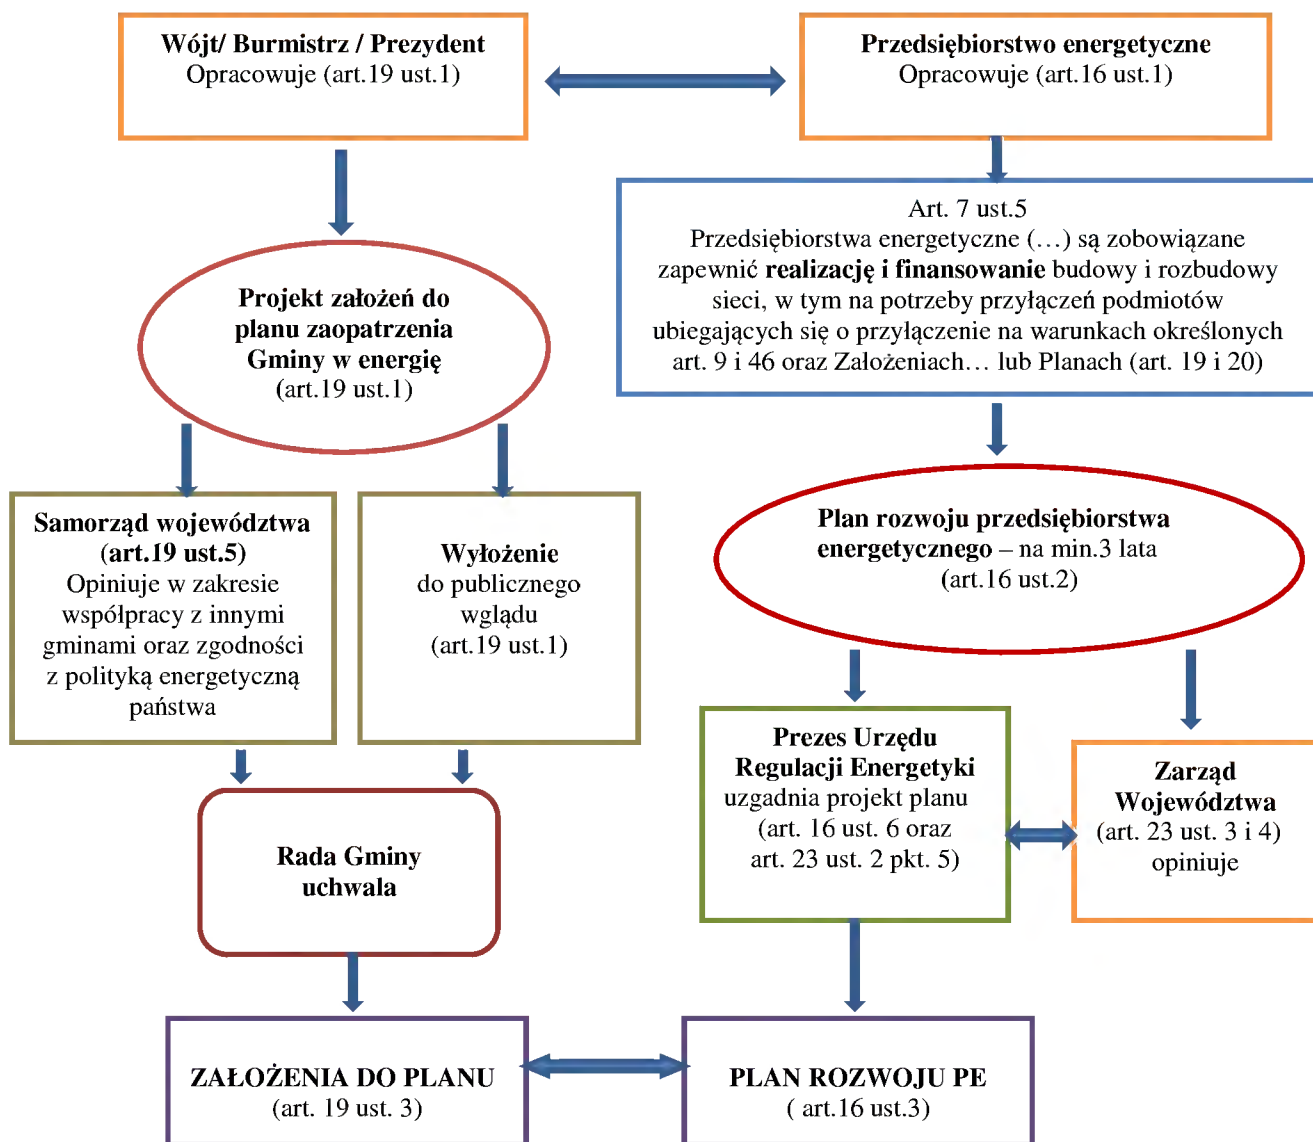 Wójt/ Burmistrz / Prezydent
Opracowuje (art.19 ust.1)
Przedsiębiorstwo energetyczne
Opracowuje (art.16 ust.1)
Art. 7 ust.5
Przedsiębiorstwa energetyczne (…) są zobowiązane
zapewnić realizację i finansowanie budowy i rozbudowy
sieci, w tym na potrzeby przyłączeń podmiotów
ubiegających się o przyłączenie na warunkach określonych
art. 9 i 46 oraz Założeniach… lub Planach (art. 19 i 20)
Projekt założeń do
planu zaopatrzenia
Gminy w energię
(art.19 ust.1)
Samorząd województwa
(art.19 ust.5)
Opiniuje w zakresie
współpracy z innymi
gminami oraz zgodności
z polityką energetyczną
państwa
Wyłożenie
do publicznego
wglądu
(art.19 ust.1)
Plan rozwoju przedsiębiorstwa
energetycznego – na min.3 lata
(art.16 ust.2)
Prezes Urzędu
Regulacji Energetyki
uzgadnia projekt planu
(art. 16 ust. 6 oraz
art. 23 ust. 2 pkt. 5)
Zarząd
Województwa
(art. 23 ust. 3 i 4)
opiniuje
Rada Gminy
uchwala
ZAŁOŻENIA DO PLANU
(art. 19 ust. 3)
PLAN ROZWOJU PE
( art.16 ust.3)